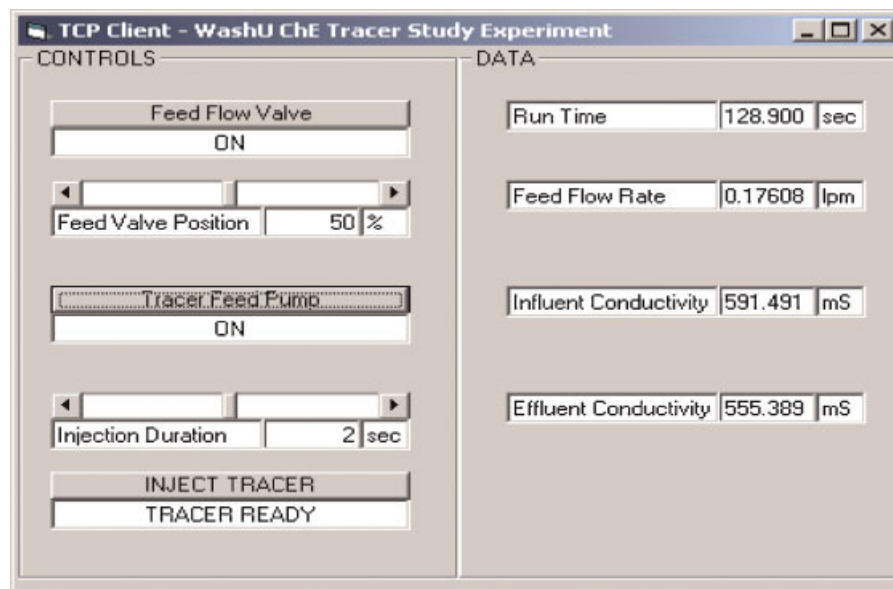 TCP Client - WashU ChE Tracer Study Experiment
CONTROLS
Feed Flow Valve
ON
Feed Valve Position 50 %
Tracer Feed Pump
ON
Injection Duration 2 sec
INJECT TRACER
TRACER READY
DATA
Run Time 128.900 sec
Feed Flow Rate 0.17608 lpm
Influent Conductivity 591.491 mS
Effluent Conductivity 555.389 mS